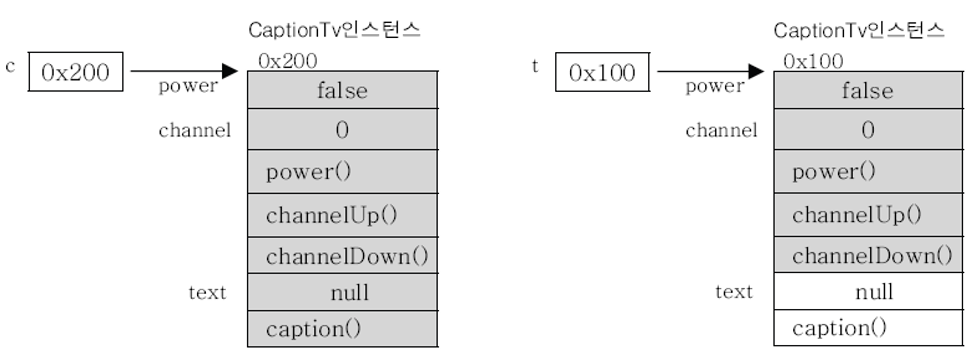 CaptionTv인스턴스
c 0x200 0x200
power false
channel 0
power()
channelUp()
channelDown()
text null
caption()
CaptionTv인스턴스
t 0x100 0x100
power false
channel 0
power()
channelUp()
channelDown()
text null
caption()